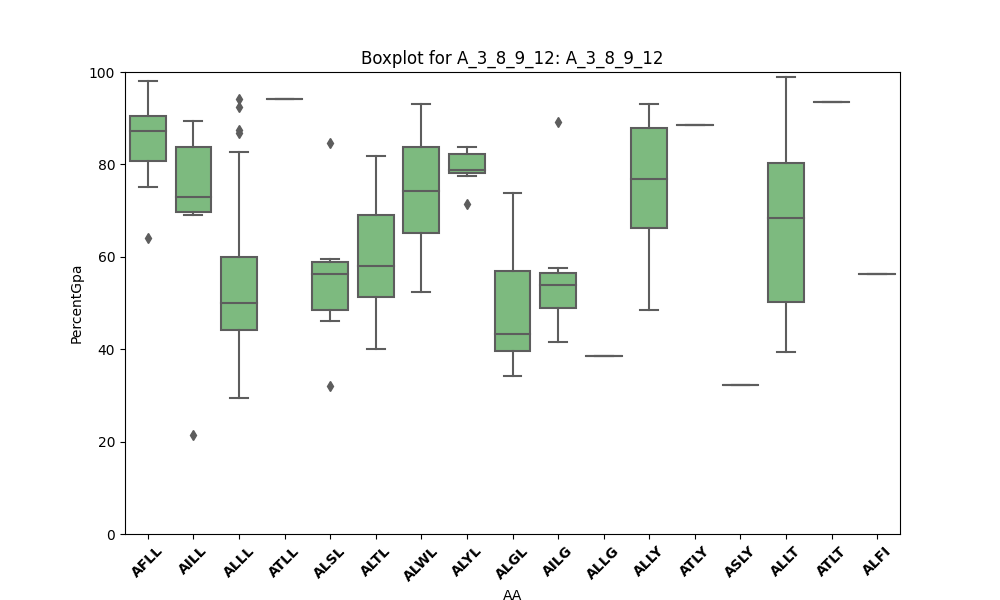 Boxplot for A_3_8_9_12: A_3_8_9_12
100
80
60
40
20
0
PercentGpa
AFLL AILL ALLL ATLL ALSL ALTL ALWL ALYL ALGL AILG ALLG ALLY ATLY ASLY ALLT ATLT ALFI
AA